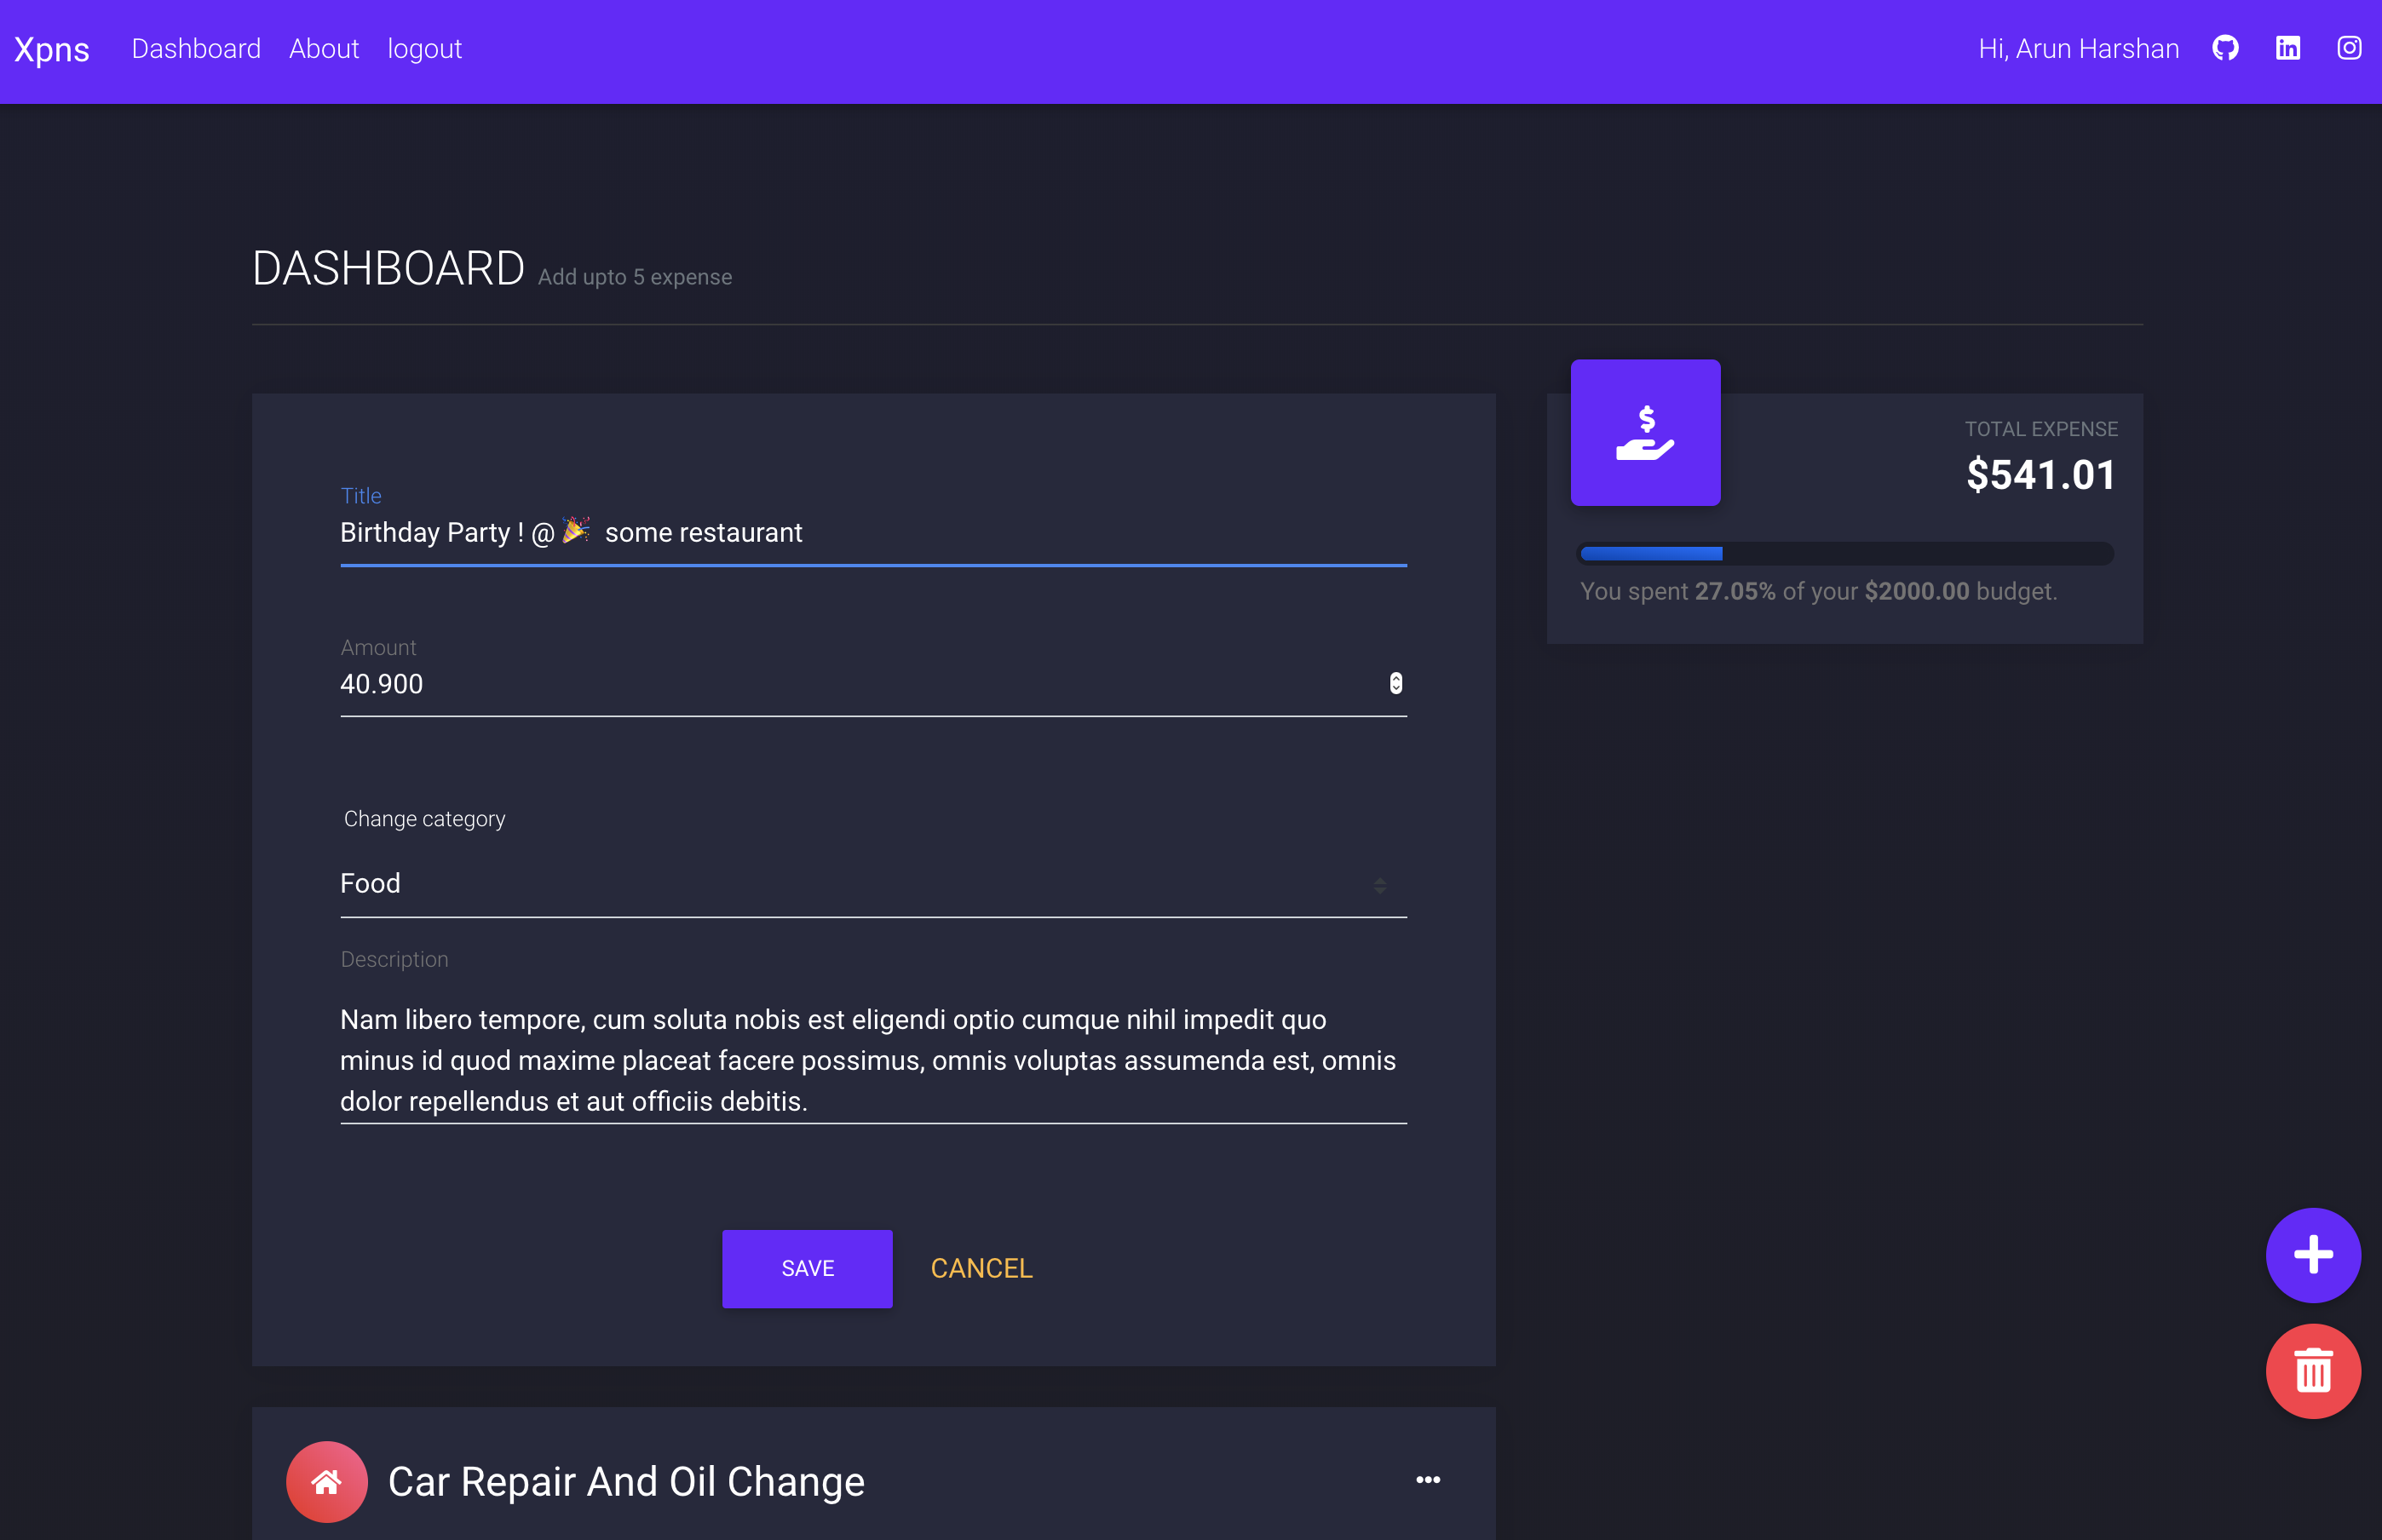 Xpns Dashboard About logout Hi, Arun Harshan
DASHBOARD Add upto 5 expense
Title
Birthday Party ! @🎉 some restaurant
Amount
40.900
Change category
Food
Description
Nam libero tempore, cum soluta nobis est eligendi optio cumque nihil impedit quo
minus id quod maxime placeat facere possimus, omnis voluptas assumenda est, omnis
dolor repellendus et aut officiis debitis.
SAVE CANCEL
Car Repair And Oil Change
TOTAL EXPENSE
$541.01
You spent 27.05% of your $2000.00 budget.